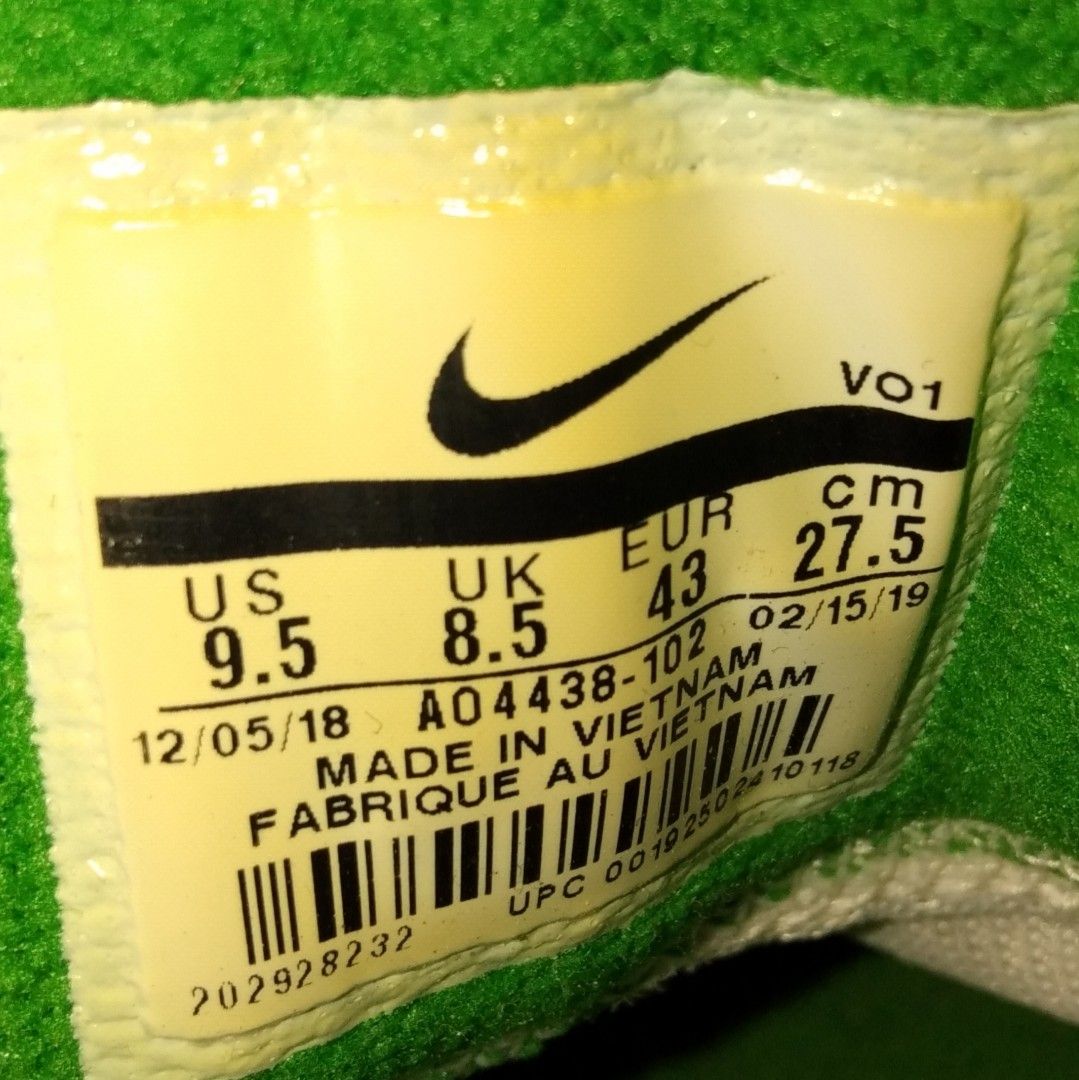 VO1
US UK EUR cm
9.5 8.5 43 27.5
12/05/18 AO4438-102 02/15/19
MADE IN VIETNAM
FABRIQUE AU VIETNAM
UPC 00192502410118
202928232